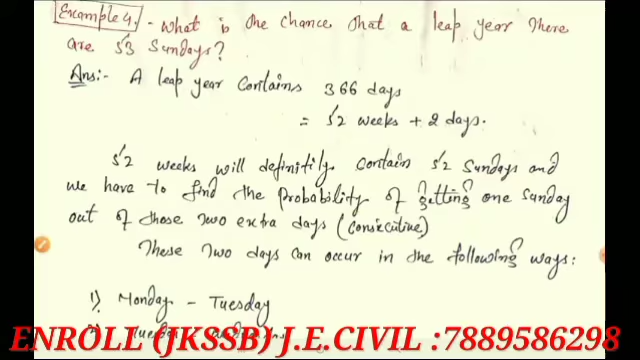 Example 4. - What is the chance that a leap year there
are 53 Sundays?
Ans:- A leap year contains 366 days
= 52 weeks + 2 days.
52 weeks will definitily contain 52 Sundays and
we have to find the probability of getting one Sunday
out of those two extra days (consecutive)
These two days can occur in the following ways:
1) Monday - Tuesday
2) Tuesday -
ENROLL (JKSSB) J.E.CIVIL :7889586298